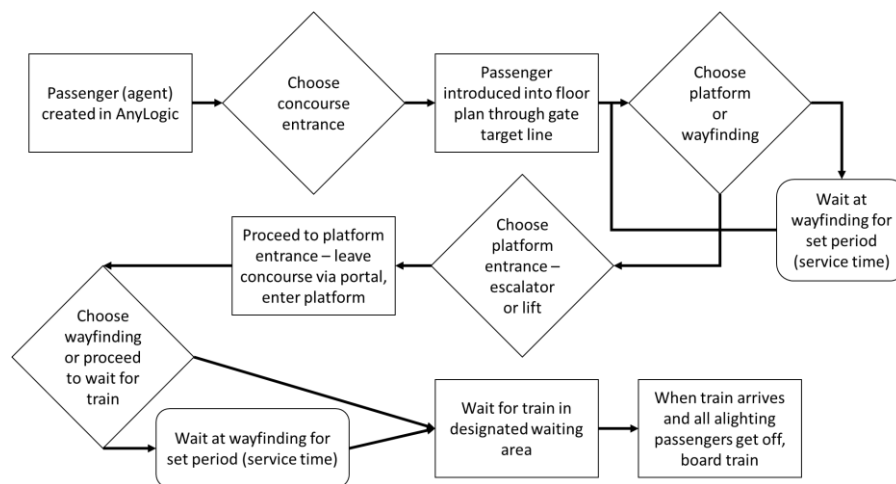 Passenger (agent)
created in AnyLogic
Choose
concourse
entrance
Passenger
introduced into floor
plan through gate
target line
Choose
platform
or
wayfinding
Wait at
wayfinding for
set period
(service time)
Choose
platform
entrance –
escalator
or lift
Proceed to platform
entrance – leave
concourse via portal,
enter platform
Choose
wayfinding
or proceed
to wait for
train
Wait at wayfinding for
set period (service time)
Wait for train in
designated waiting
area
When train arrives
and all alighting
passengers get off,
board train